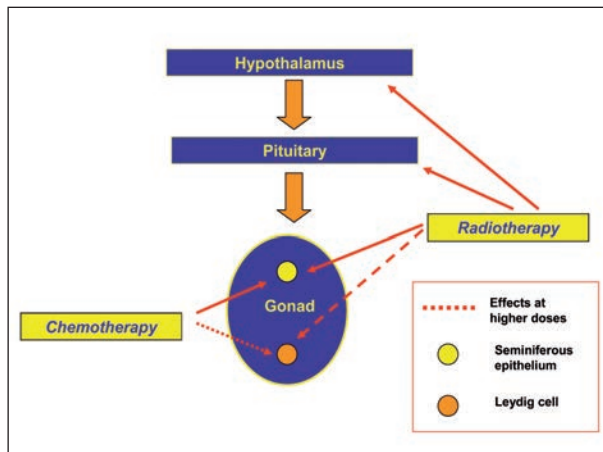 Hypothalamus
Pituitary
Radiotherapy
Gonad
Chemotherapy
Effects at
higher doses
Seminiferous
epithelium
Leydig cell